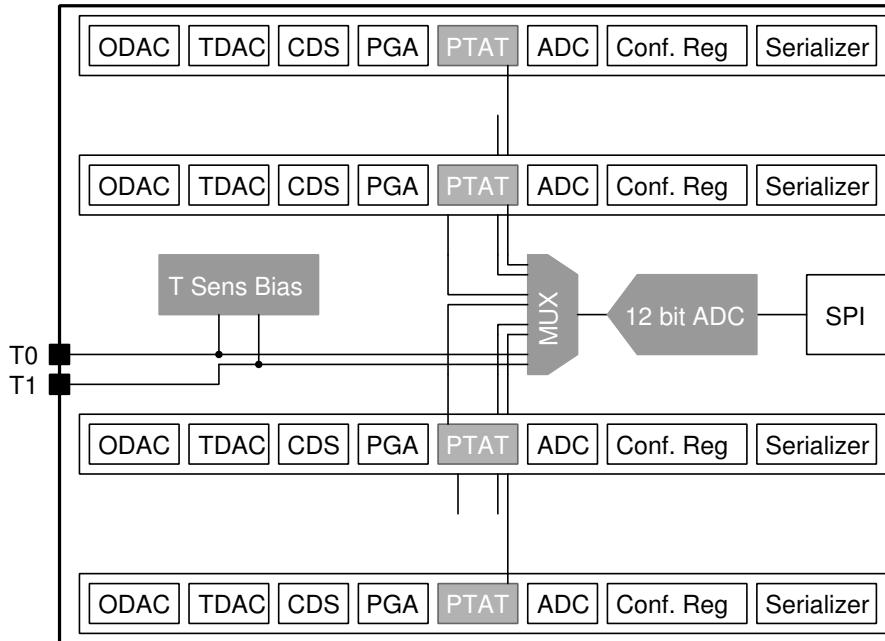 ODAC TDAC CDS PGA PTAT ADC Conf. Reg Serializer
ODAC TDAC CDS PGA PTAT ADC Conf. Reg Serializer
T Sens Bias
MUX
12 bit ADC
SPI
T0
T1
ODAC TDAC CDS PGA PTAT ADC Conf. Reg Serializer
ODAC TDAC CDS PGA PTAT ADC Conf. Reg Serializer